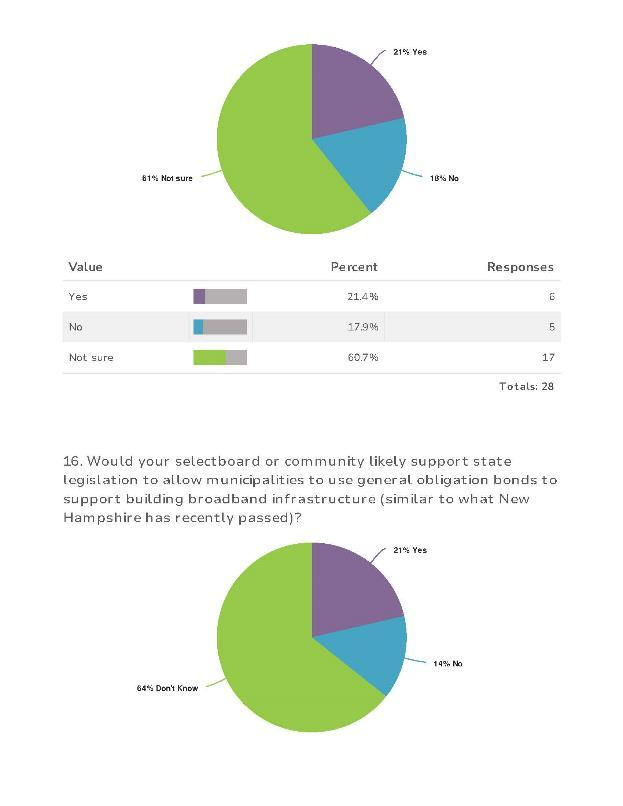 21% Yes
61% Not sure
18% No
Value Percent Responses
Yes 21.4% 6
No 17.9% 5
Not sure 60.7% 17
Totals: 28
16. Would your selectboard or community likely support state
legislation to allow municipalities to use general obligation bonds to
support building broadband infrastructure (similar to what New
Hampshire has recently passed)?
21% Yes
14% No
64% Don't Know